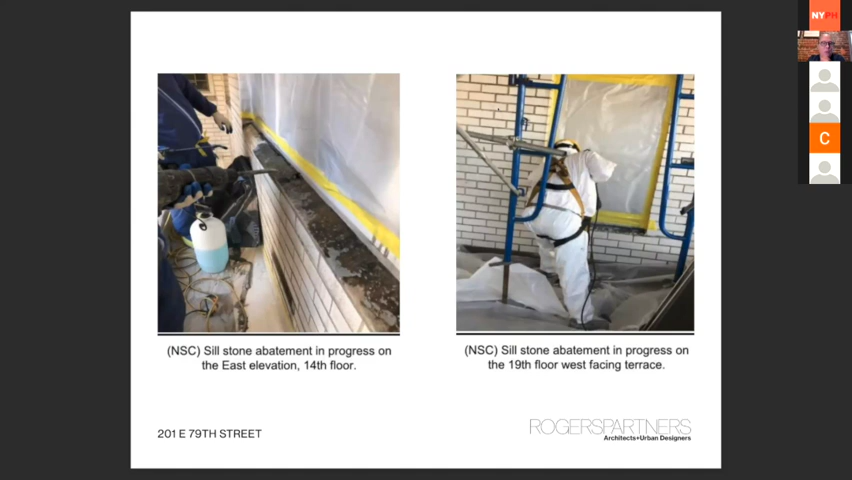 NYPH
C
(NSC) Sill stone abatement in progress on
the East elevation, 14th floor.
(NSC) Sill stone abatement in progress on
the 19th floor west facing terrace.
201 E 79TH STREET
ROGERSPARTNERS
Architects+Urban Designers